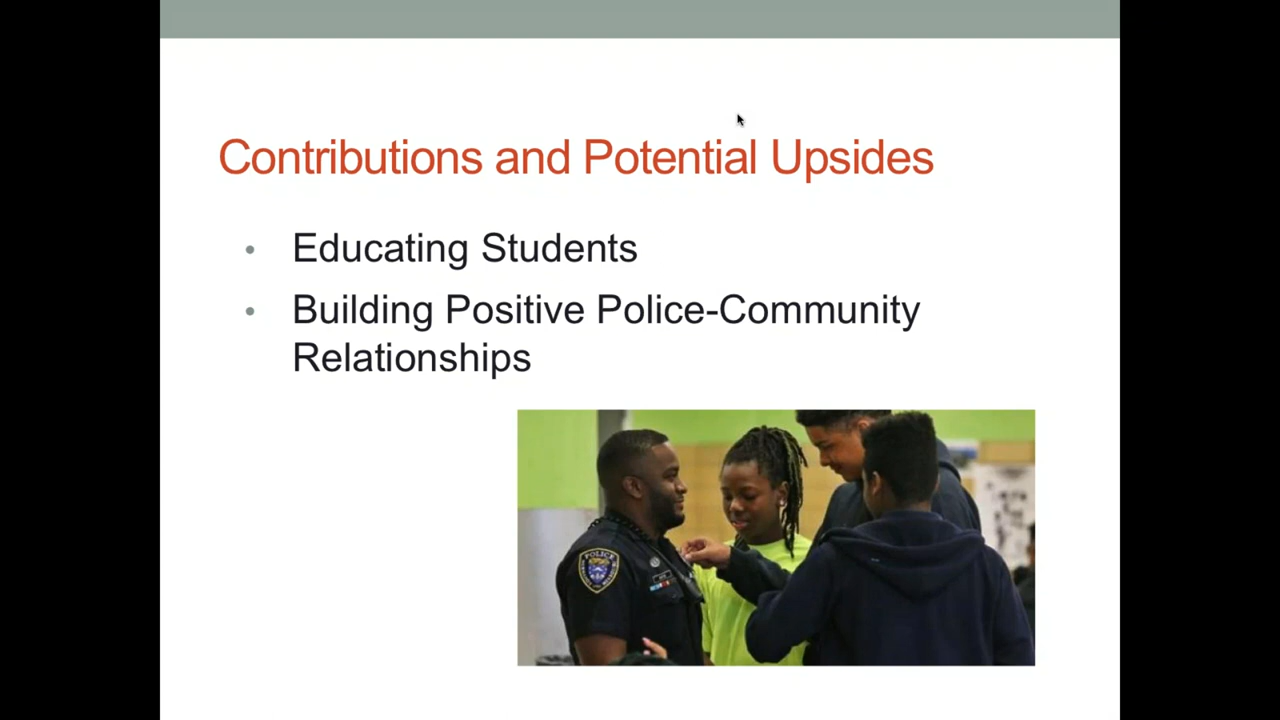 Contributions and Potential Upsides
• Educating Students
• Building Positive Police-Community
Relationships
POLICE